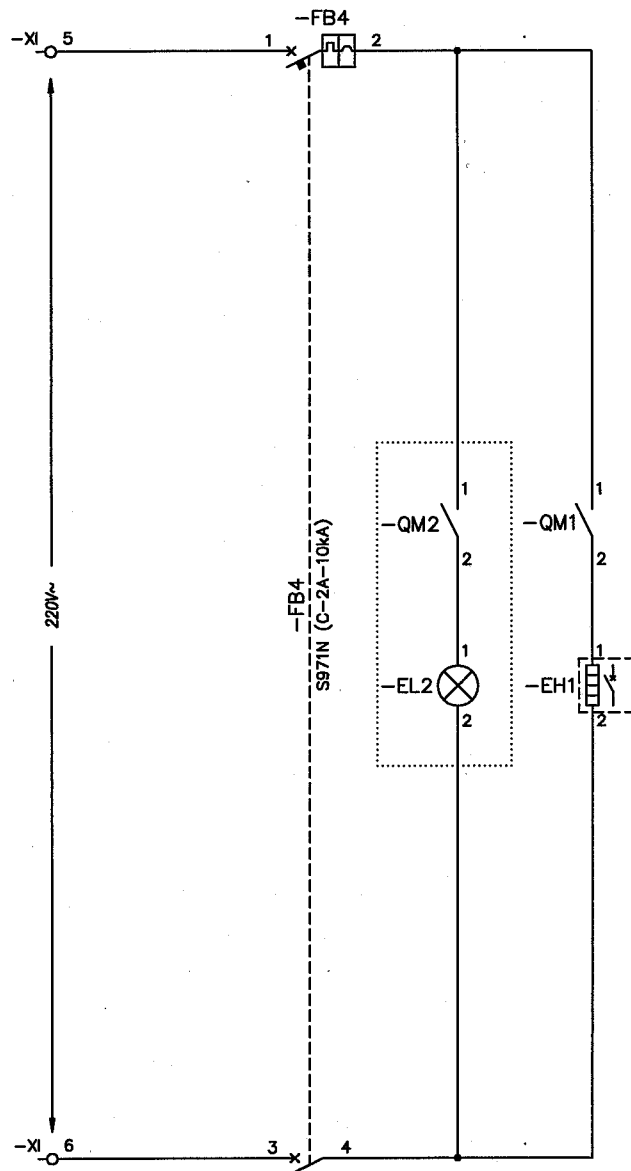 -FB4
-XI 5
1
2
1
-QM2
2
1
-QM1
2
220V~
-FB4
S971N (C-2A-10kA)
1
-EL2
2
1
-EH1
2
-XI 6
3
4